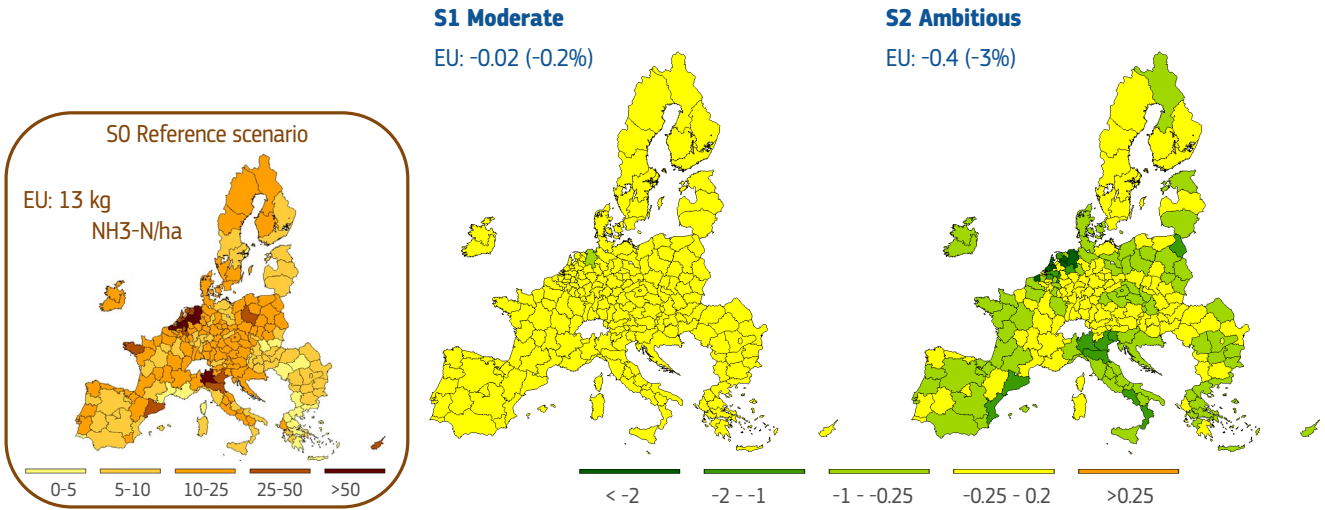 S1 Moderate
EU: -0.02 (-0.2%)
S2 Ambitious
EU: -0.4 (-3%)
S0 Reference scenario
EU: 13 kg
NH3-N/ha
0-5
5-10
10-25
25-50
>50
< -2
-2 - -1
-1 - -0.25
-0.25 - 0.2
>0.25